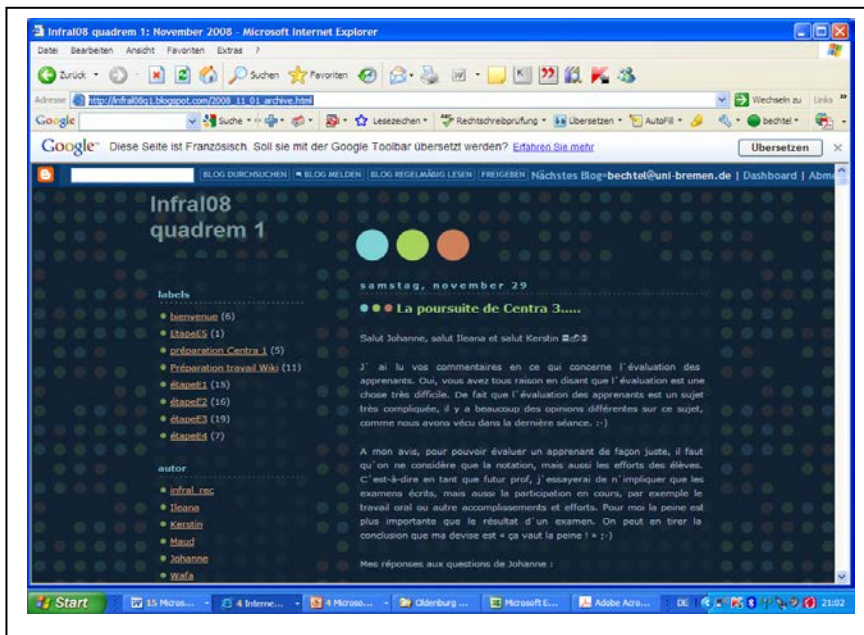 Infral08 quadrem 1: November 2008 - Microsoft Internet Explorer
Datei Bearbeiten Ansicht Favoriten Extras ?
Zurück Suchen Favoriten
Adresse http://infral08q1.blogspot.com/2008_11_01_archive.html Wechseln zu Links »
Google Suche Lesezeichen Rechtschreibprüfung Übersetzen AutoFill bechtel
Google Diese Seite ist Französisch. Soll sie mit der Google Toolbar übersetzt werden? Erfahren Sie mehr Übersetzen
BLOG DURCHSUCHEN BLOG MELDEN BLOG REGELMÄßIG LESEN FREIGEBEN Nächstes Blog» bechtel@uni-bremen.de | Dashboard | Abme
Infral08
quadrem 1
labels
bienvenue (6)
EtapeE5 (1)
préparation Centra 1 (5)
Préparation travail Wiki (11)
étapeE1 (15)
étapeE2 (16)
étapeE3 (19)
étapeE4 (7)
autor
infral rec
Ileana
Kerstin
Maud
Johanne
Wafa
samstag, november 29
La poursuite de Centra 3.....
Salut Johanne, salut Ileana et salut Kerstin
J` ai lu vos commentaires en ce qui concerne l`évaluation des
apprenants. Oui, vous avez tous raison en disant que l`évaluation est une
chose très difficile. De fait que l`évaluation des apprenants est un sujet
très compliquée, il y a beaucoup des opinions différentes sur ce sujet,
comme nous avons vécu dans la dernière séance. :-)
A mon avis, pour pouvoir évaluer un apprenant de façon juste, il faut
qu`on ne considère que la notation, mais aussi les efforts des élèves.
C`est-à-dire en tant que futur prof, j`essayerai de n`impliquer que les
examens écrits, mais aussi la participation en cours, par exemple le
travail oral ou autre accomplissements et efforts. Pour moi la peine est
plus importante que le résultat d`un examen. On peut en tirer la
conclusion que ma devise est « ça vaut la peine ! » ;-)
Mes réponses aux questions de Johanne :
Start 15 Micros... 4 Interne... 4 Microso... Oldenburg ... Microsoft E... Adobe Acro... DE 21:02